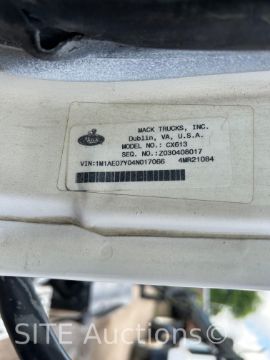 MACK TRUCKS, INC.
Dublin, VA, U.S.A.
MODEL NO.: CX613
SEQ. NO.: Z030408017
VIN: 1M1AE07Y04N017066 4MR21084
SITE Auctions